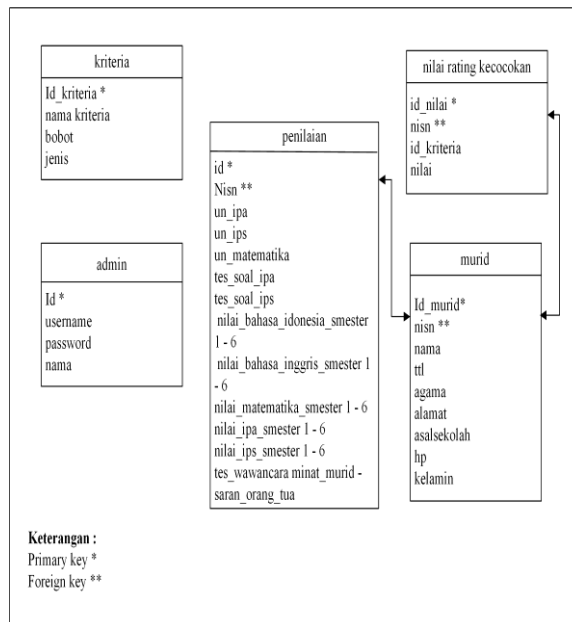 kriteria
Id_kriteria *
nama kriteria
bobot
jenis
nilai rating kecocokan
id_nilai *
nisn **
id_kriteria
nilai
penilaian
id *
Nisn **
un_ipa
un_ips
un_matematika
tes_soal_ipa
tes_soal_ips
nilai_bahasa_idonesia_smester
1 - 6
nilai_bahasa_inggris_smester 1
- 6
nilai_matematika_smester 1 - 6
nilai_ipa_smester 1 - 6
nilai_ips_smester 1 - 6
tes_wawancara minat_murid -
saran_orang_tua
admin
Id *
username
password
nama
murid
Id_murid*
nisn **
nama
ttl
agama
alamat
asalsekolah
hp
kelamin
Keterangan :
Primary key *
Foreign key **